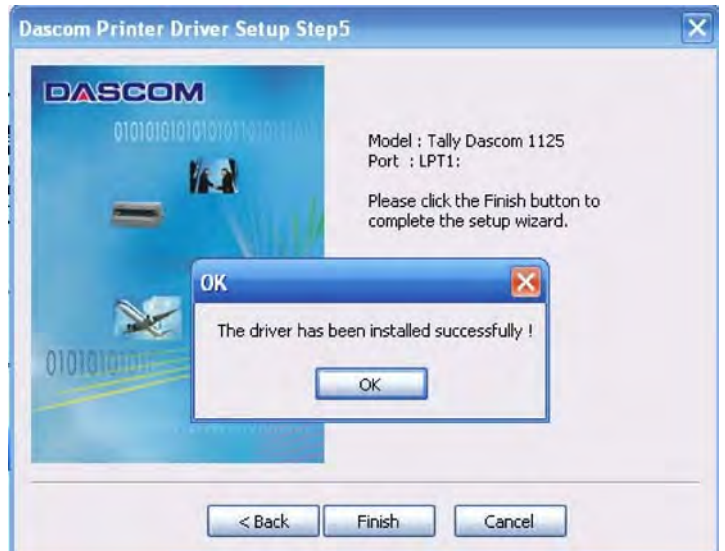 Dascom Printer Driver Setup Step5
DASCOM
Model : Tally Dascom 1125
Port : LPT1:
Please click the Finish button to
complete the setup wizard.
OK
The driver has been installed successfully !
OK
< Back
Finish
Cancel